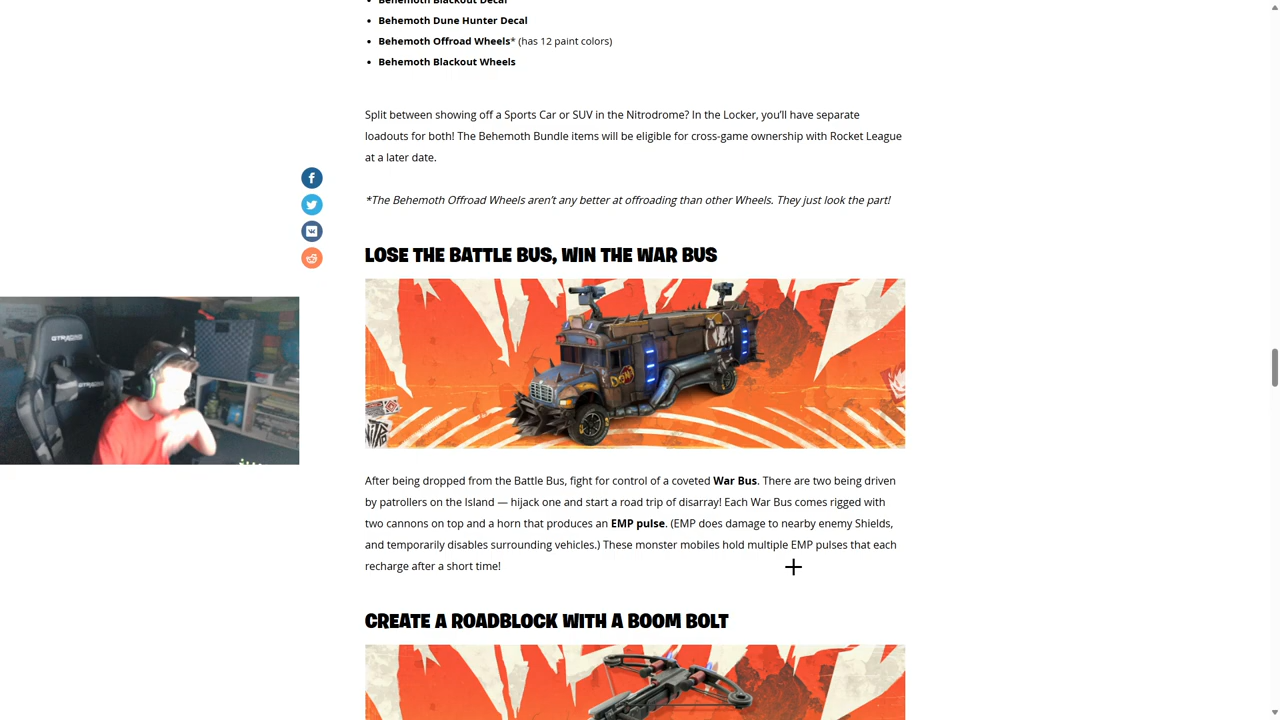 Behemoth Blackout Decal
Behemoth Dune Hunter Decal
Behemoth Offroad Wheels* (has 12 paint colors)
Behemoth Blackout Wheels
Split between showing off a Sports Car or SUV in the Nitrodrome? In the Locker, you’ll have separate
loadouts for both! The Behemoth Bundle items will be eligible for cross-game ownership with Rocket League
at a later date.
*The Behemoth Offroad Wheels aren’t any better at offroading than other Wheels. They just look the part!
LOSE THE BATTLE BUS, WIN THE WAR BUS
GTRACING
GTRACING
NITRO
After being dropped from the Battle Bus, fight for control of a coveted War Bus. There are two being driven
by patrollers on the Island — hijack one and start a road trip of disarray! Each War Bus comes rigged with
two cannons on top and a horn that produces an EMP pulse. (EMP does damage to nearby enemy Shields,
and temporarily disables surrounding vehicles.) These monster mobiles hold multiple EMP pulses that each
recharge after a short time!
CREATE A ROADBLOCK WITH A BOOM BOLT